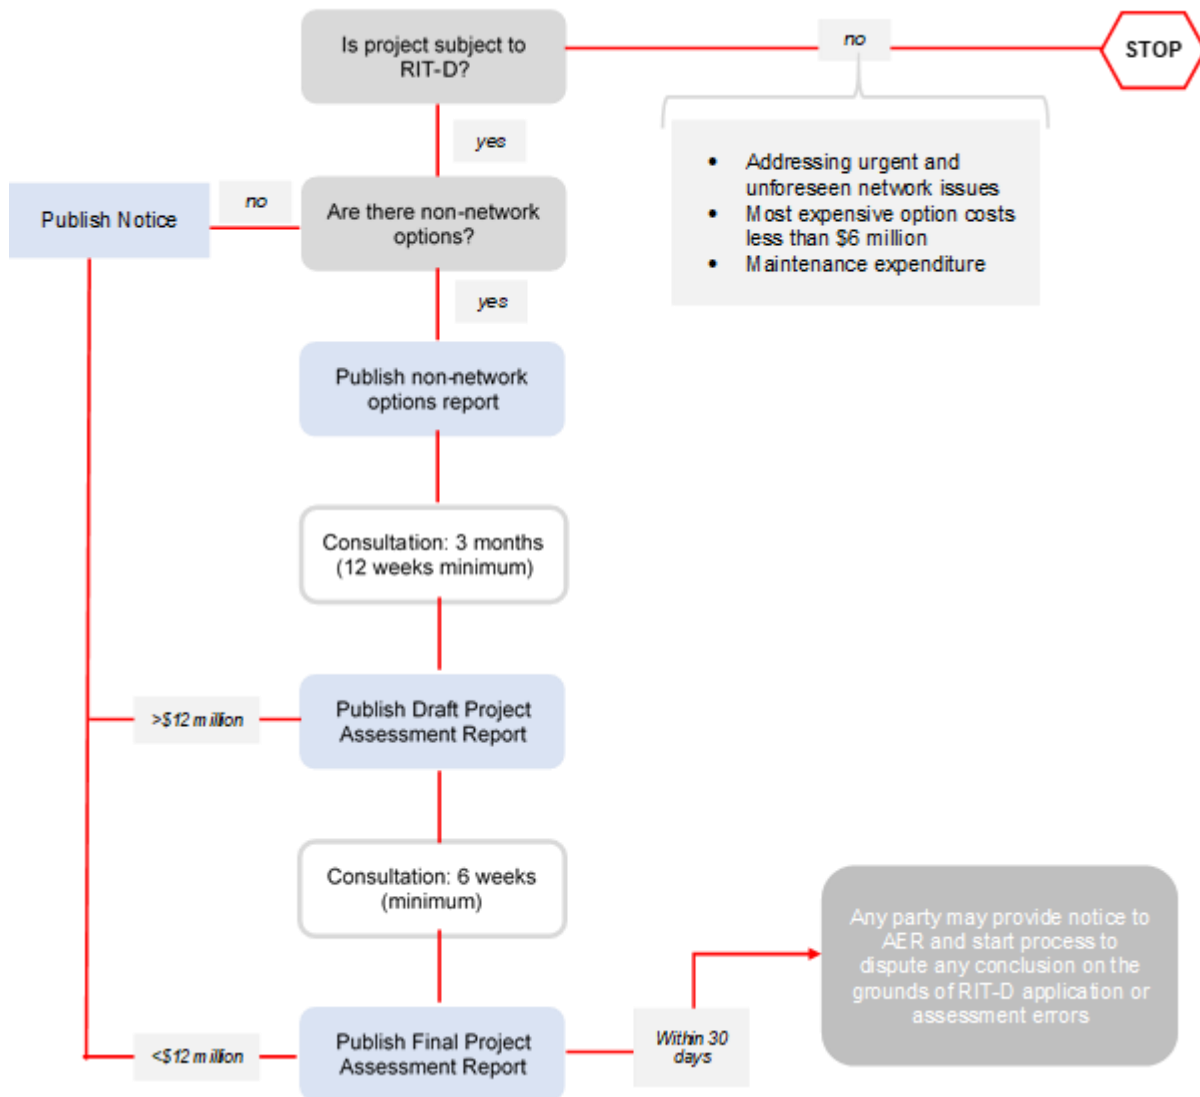 Is project subject to
RIT-D?
no
STOP
yes
• Addressing urgent and
unforeseen network issues
• Most expensive option costs
less than $6 million
• Maintenance expenditure
Publish Notice
no
Are there non-network
options?
yes
Publish non-network
options report
Consultation: 3 months
(12 weeks minimum)
>$12 million
Publish Draft Project
Assessment Report
Consultation: 6 weeks
(minimum)
Any party may provide notice to
AER and start process to
dispute any conclusion on the
grounds of RIT-D application or
assessment errors
<$12 million
Publish Final Project
Assessment Report
Within 30
days